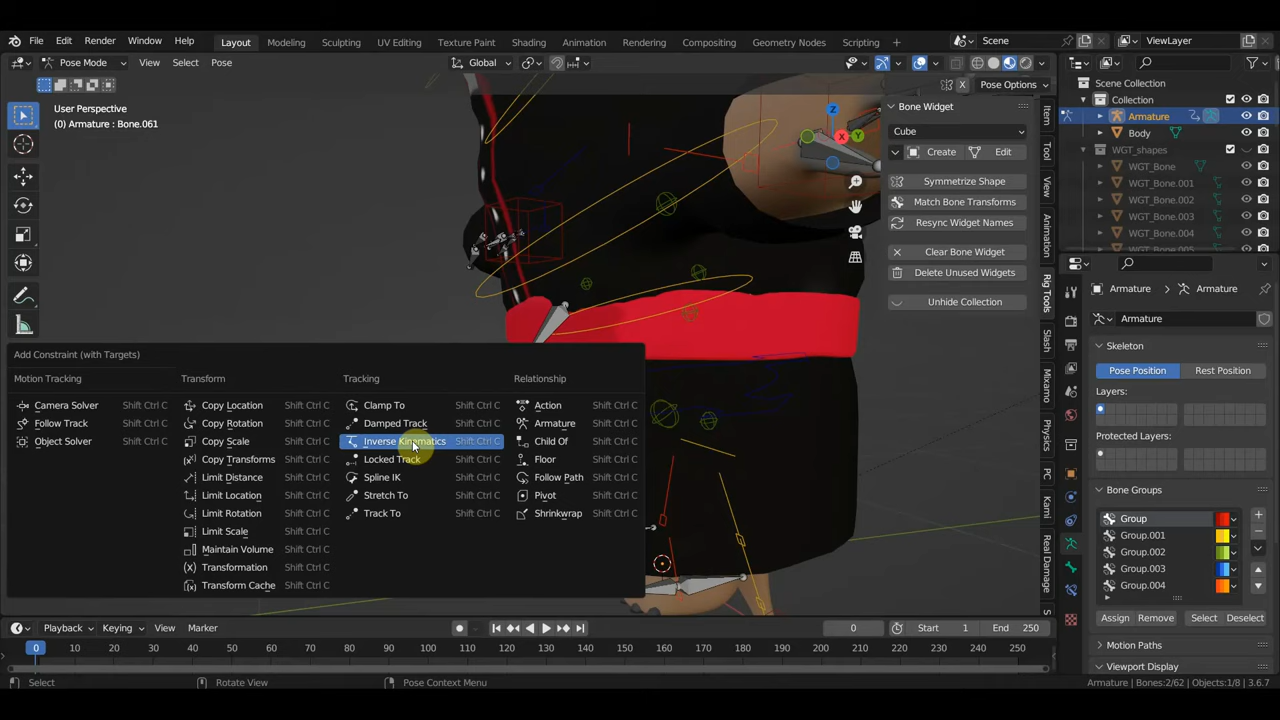 File Edit Render Window Help
Layout Modeling Sculpting UV Editing Texture Paint Shading Animation Rendering Compositing Geometry Nodes Scripting +
Scene
ViewLayer
Pose Mode View Select Pose
Global
X Pose Options
User Perspective
(0) Armature : Bone.061
Z
X
Y
Bone Widget
Cube
Create Edit
Symmetrize Shape
Match Bone Transforms
Resync Widget Names
Clear Bone Widget
Delete Unused Widgets
Unhide Collection
Item
Tool
View
Animation
Rig Tools
Slash
Mixamo
Physics
Kami
Real Damage
S
Scene Collection
Collection
Armature
Body
WGT_shapes
WGT_Bone
WGT_Bone.001
WGT_Bone.002
WGT_Bone.003
WGT_Bone.004
WGT_Bone.005
Armature Armature
Armature
Skeleton
Pose Position Rest Position
Layers:
Protected Layers:
Bone Groups
Group
Group.001
Group.002
Group.003
Group.004
Assign Remove Select Deselect
Motion Paths
Viewport Display
Add Constraint (with Targets)
Motion Tracking Transform Tracking Relationship
Camera Solver Shift Ctrl C Copy Location Shift Ctrl C Clamp To Shift Ctrl C Action Shift Ctrl C
Follow Track Shift Ctrl C Copy Rotation Shift Ctrl C Damped Track Shift Ctrl C Armature Shift Ctrl C
Object Solver Shift Ctrl C Copy Scale Shift Ctrl C Inverse Kinematics Shift Ctrl C Child Of Shift Ctrl C
Copy Transforms Shift Ctrl C Locked Track Shift Ctrl C Floor Shift Ctrl C
Limit Distance Shift Ctrl C Spline IK Shift Ctrl C Follow Path Shift Ctrl C
Limit Location Shift Ctrl C Stretch To Shift Ctrl C Pivot Shift Ctrl C
Limit Rotation Shift Ctrl C Track To Shift Ctrl C Shrinkwrap Shift Ctrl C
Limit Scale Shift Ctrl C
Maintain Volume Shift Ctrl C
Transformation Shift Ctrl C
Transform Cache Shift Ctrl C
Playback Keying View Marker
0 Start 1 End 250
0 10 20 30 40 50 60 70 80 90 100 110 120 130 140 150 160 170 180 190 200 210 220 230 240 250
Select Rotate View Pose Context Menu
Armature | Bones:2/62 | Objects:1/8 | 3.6.7